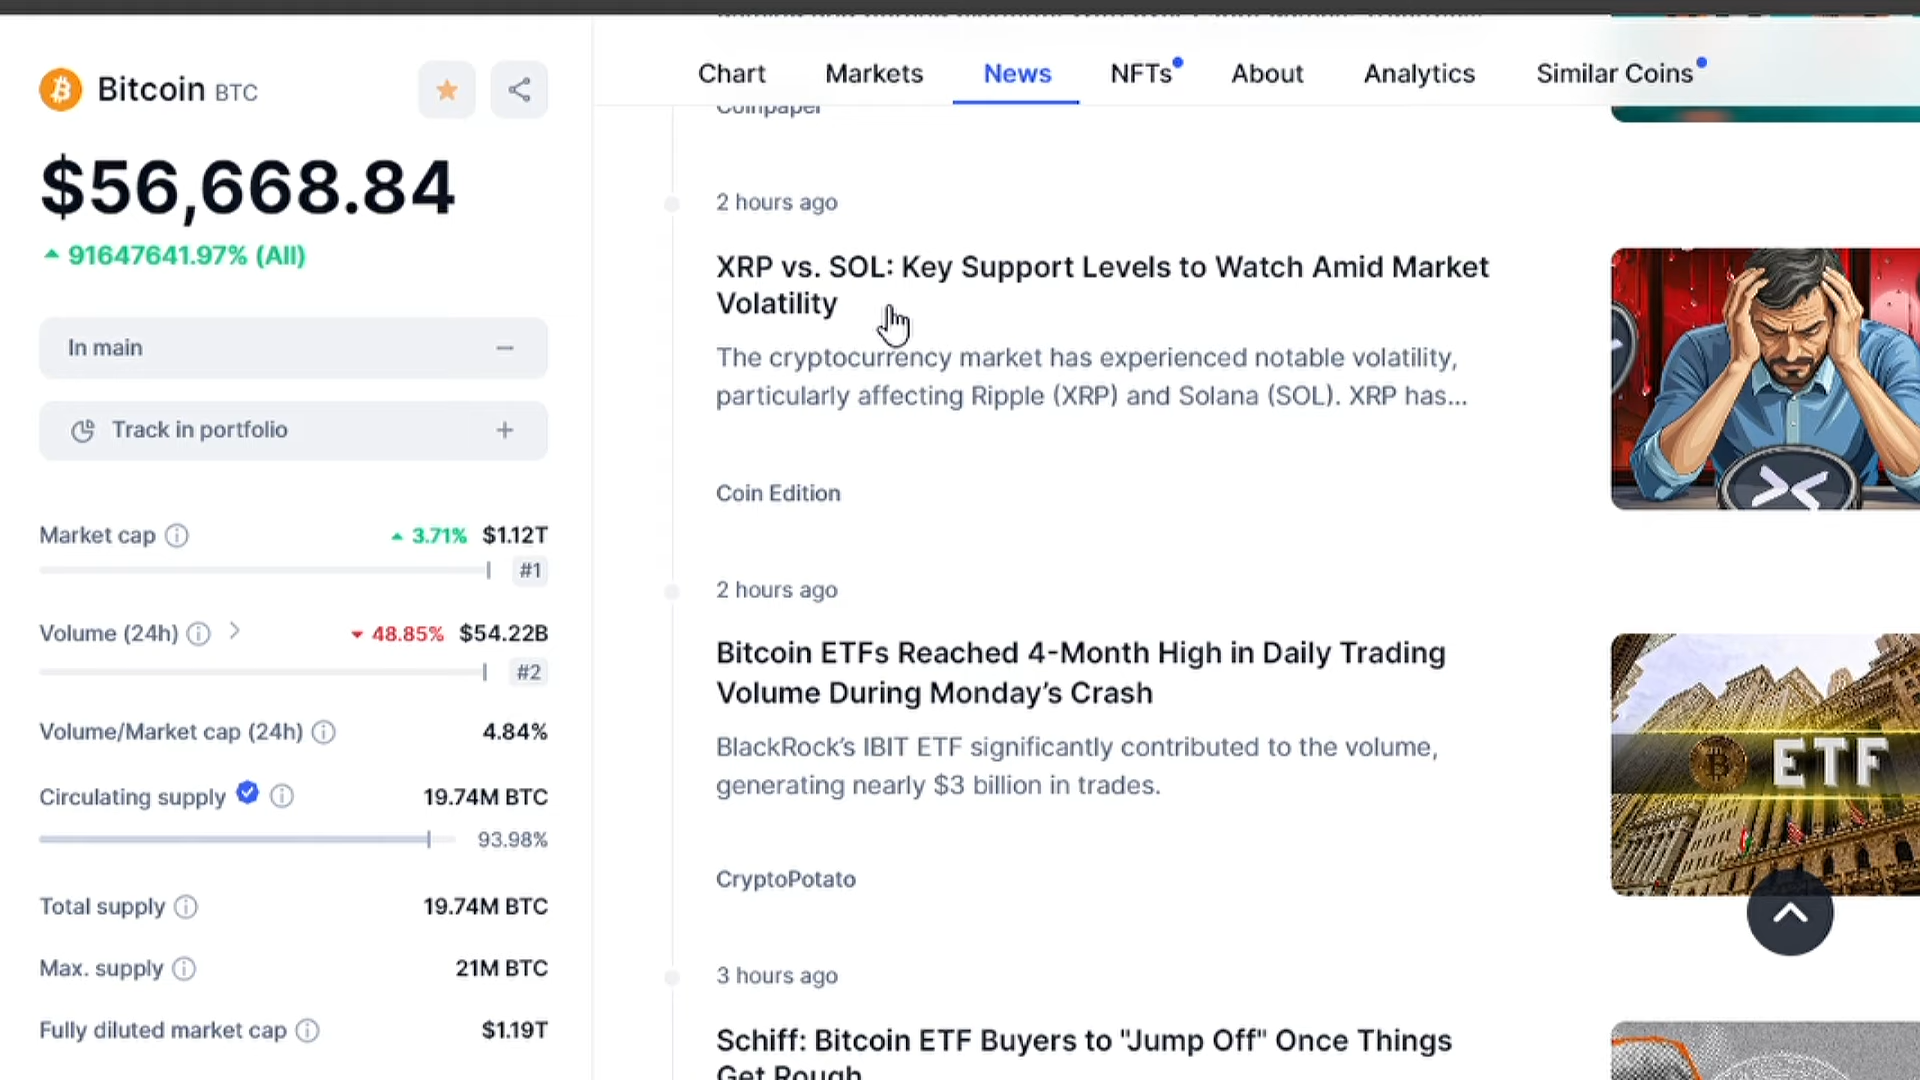 Bitcoin BTC
$56,668.84
91647641.97% (All)
In main
Track in portfolio
Market cap 3.71% $1.12T
#1
Volume (24h) 48.85% $54.22B
#2
Volume/Market cap (24h) 4.84%
Circulating supply 19.74M BTC
93.98%
Total supply 19.74M BTC
Max. supply 21M BTC
Fully diluted market cap $1.19T
Chart Markets News NFTs About Analytics Similar Coins
Coinpaper
2 hours ago
XRP vs. SOL: Key Support Levels to Watch Amid Market
Volatility
The cryptocurrency market has experienced notable volatility,
particularly affecting Ripple (XRP) and Solana (SOL). XRP has...
Coin Edition
2 hours ago
Bitcoin ETFs Reached 4-Month High in Daily Trading
Volume During Monday’s Crash
BlackRock’s IBIT ETF significantly contributed to the volume,
generating nearly $3 billion in trades.
ETF
CryptoPotato
3 hours ago
Schiff: Bitcoin ETF Buyers to "Jump Off" Once Things
Get Rough